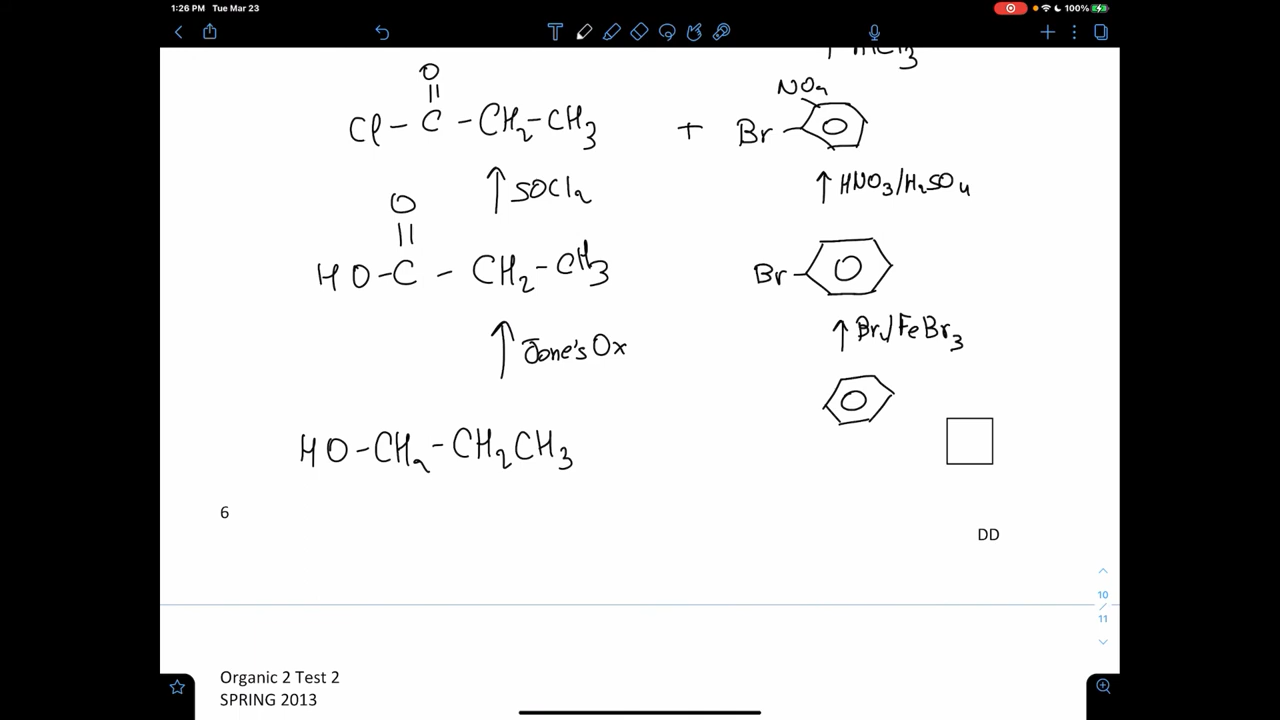 1:26 PM Tue Mar 23
100%
T
NO2
O
Cl-C-CH2-CH3 + Br
↑ SOCl2
↑ HNO3/H2SO4
O
HO-C-CH2-CH3
Br
↑ Jone's Ox
↑ Br2/FeBr3
HO-CH2-CH2CH3
6
DD
10
/
11
Organic 2 Test 2
SPRING 2013